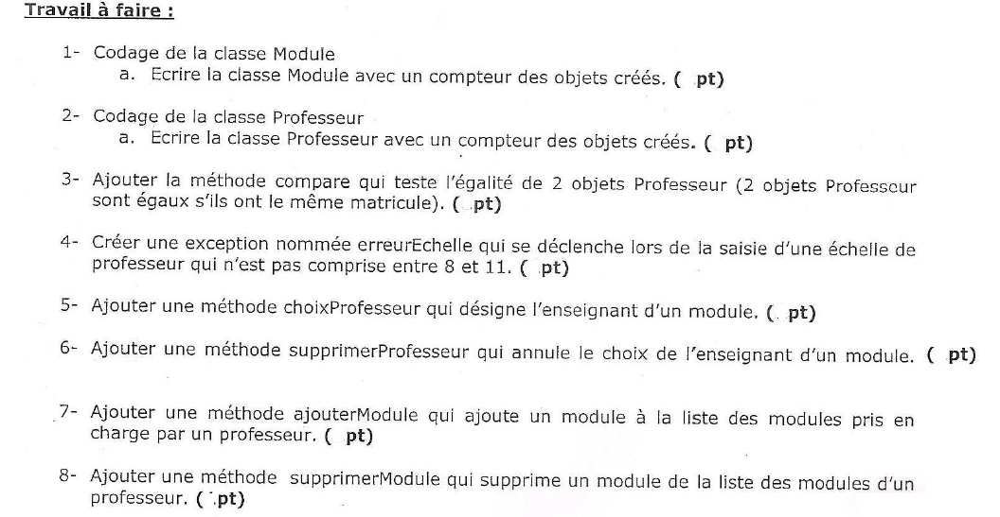 Travail à faire :
1- Codage de la classe Module
a. Ecrire la classe Module avec un compteur des objets créés. ( pt)
2- Codage de la classe Professeur
a. Ecrire la classe Professeur avec un compteur des objets créés. ( pt)
3- Ajouter la méthode compare qui teste l'égalité de 2 objets Professeur (2 objets Professeur
sont égaux s'ils ont le même matricule). ( pt)
4- Créer une exception nommée erreurEchelle qui se déclenche lors de la saisie d'une échelle de
professeur qui n'est pas comprise entre 8 et 11. ( pt)
5- Ajouter une méthode choixProfesseur qui désigne l'enseignant d'un module. ( pt)
6- Ajouter une méthode supprimerProfesseur qui annule le choix de l'enseignant d'un module. ( pt)
7- Ajouter une méthode ajouterModule qui ajoute un module à la liste des modules pris en
charge par un professeur. ( pt)
8- Ajouter une méthode supprimerModule qui supprime un module de la liste des modules d'un
professeur. ( pt)